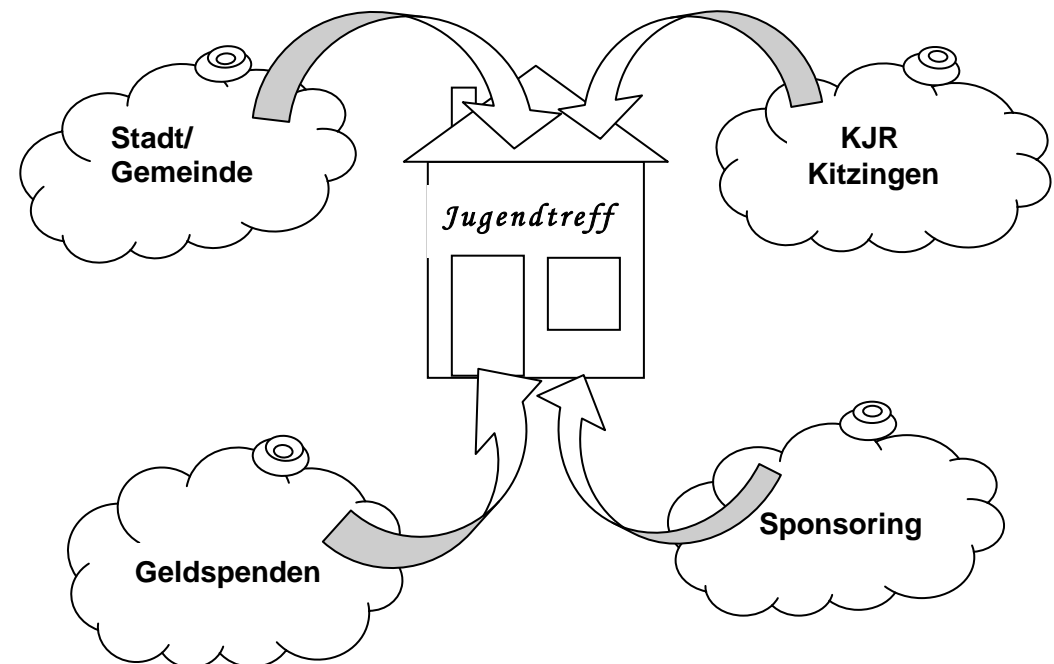 Stadt/
Gemeinde
KJR
Kitzingen
Jugendtreff
Geldspenden
Sponsoring